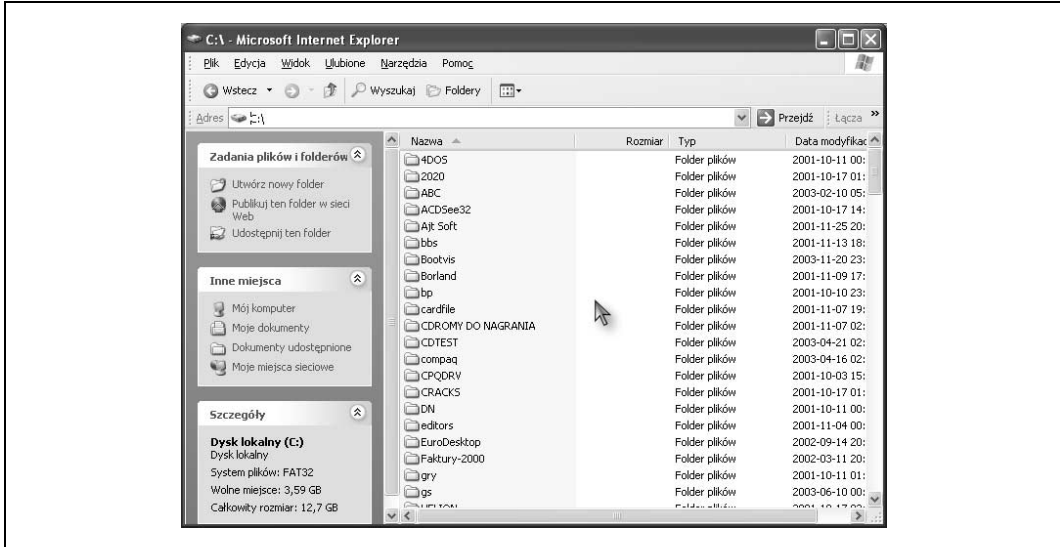 C:\ - Microsoft Internet Explorer
Plik Edycja Widok Ulubione Narzędzia Pomoc
Wstecz Wyszukaj Foldery
Adres C:\ Przejdź Łącza »
Zadania plików i folderów
Utwórz nowy folder
Publikuj ten folder w sieci
Web
Udostępnij ten folder
Inne miejsca
Mój komputer
Moje dokumenty
Dokumenty udostępnione
Moje miejsca sieciowe
Szczegóły
Dysk lokalny (C:)
Dysk lokalny
System plików: FAT32
Wolne miejsce: 3,59 GB
Całkowity rozmiar: 12,7 GB
Nazwa Rozmiar Typ Data modyfikac
4DOS Folder plików 2001-10-11 00:
2020 Folder plików 2001-10-17 01:
ABC Folder plików 2003-02-10 05:
ACDSee32 Folder plików 2001-10-17 14:
Ajt Soft Folder plików 2001-11-25 20:
bbs Folder plików 2001-11-13 18:
Bootvis Folder plików 2003-11-20 23:
Borland Folder plików 2001-11-09 17:
bp Folder plików 2001-10-10 23:
cardfile Folder plików 2001-11-07 19:
CDROMY DO NAGRANIA Folder plików 2001-11-07 02:
CDTEST Folder plików 2003-04-21 02:
compaq Folder plików 2003-04-16 02:
CPQDRV Folder plików 2001-10-03 15:
CRACKS Folder plików 2001-10-17 01:
DN Folder plików 2001-10-11 00:
editors Folder plików 2001-11-04 00:
EuroDesktop Folder plików 2002-09-14 20:
Faktury-2000 Folder plików 2002-03-11 20:
gry Folder plików 2001-10-11 01:
gs Folder plików 2003-06-10 00: